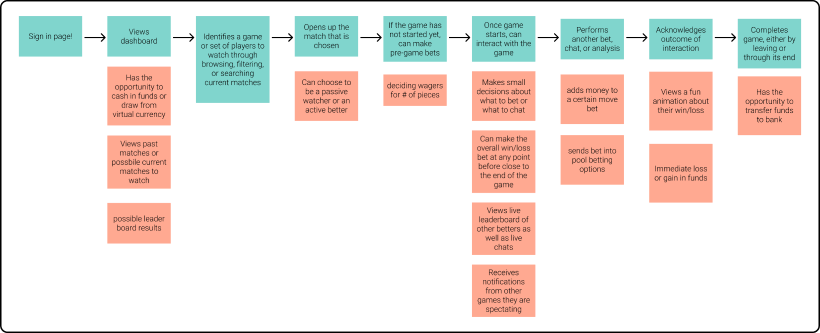 Sign in page!
Views
dashboard
Identifies a game
or set of players to
watch through
browsing, filtering,
or searching
current matches
Opens up the
match that is
chosen
If the game has
not started yet,
can make
pre-game bets
Once game
starts, can
interact with the
game
Performs
another bet,
chat, or analysis
Acknowledges
outcome of
interaction
Completes
game, either by
leaving or
through its end
Has the
opportunity to
cash in funds or
draw from
virtual currency
Views past
matches or
possbile current
matches to
watch
possible leader
board results
Can choose to
be a passive
watcher or an
active better
deciding wagers
for # of pieces
Makes small
decisions about
what to bet or
what to chat
Can make the
overall win/loss
bet at any point
before close to
the end of the
game
Views live
leaderboard of
other betters as
well as live
chats
Receives
notifications
from other
games they are
spectating
adds money to
a certain move
bet
sends bet into
pool betting
options
Views a fun
animation about
their win/loss
Immediate loss
or gain in funds
Has the
opportunity to
transfer funds
to bank